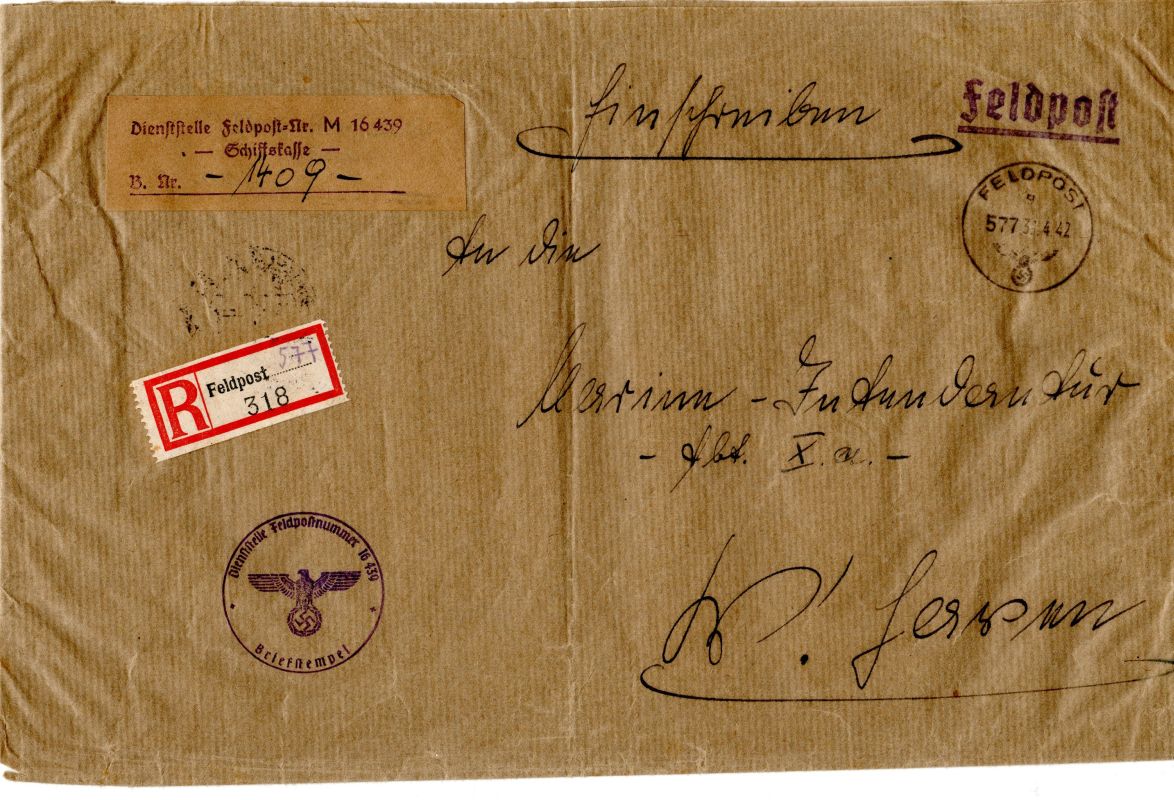 Dienststelle Feldpost-Nr. M 16 439
— Schiffskasse —
B. Nr. - 1409 -
Einschreiben
Feldpost
FELDPOST
577
4 42
An die
Marine - Intendantur
- Abt. X.a. -
W'Haven
R
Feldpost 577
318
Dienststelle Feldpostnummer 16 439
Briefstempel